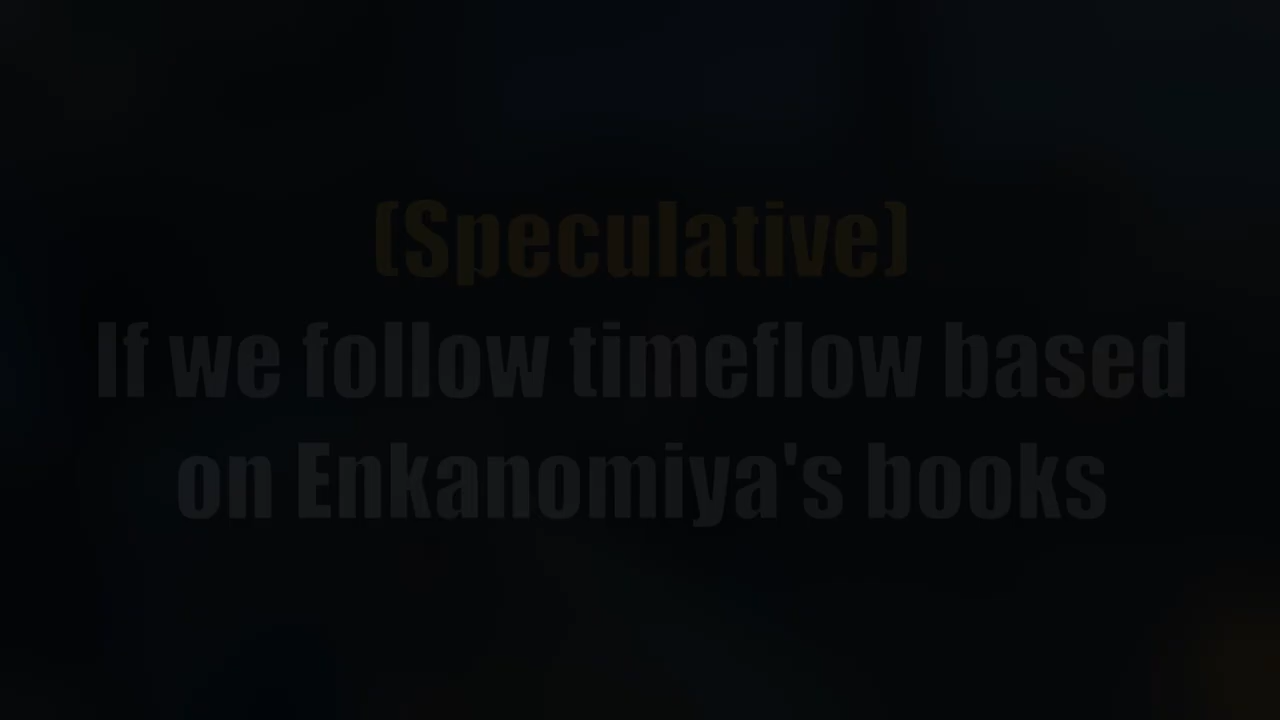 (Speculative)
If we follow timeflow based
on Enkanomiya's books